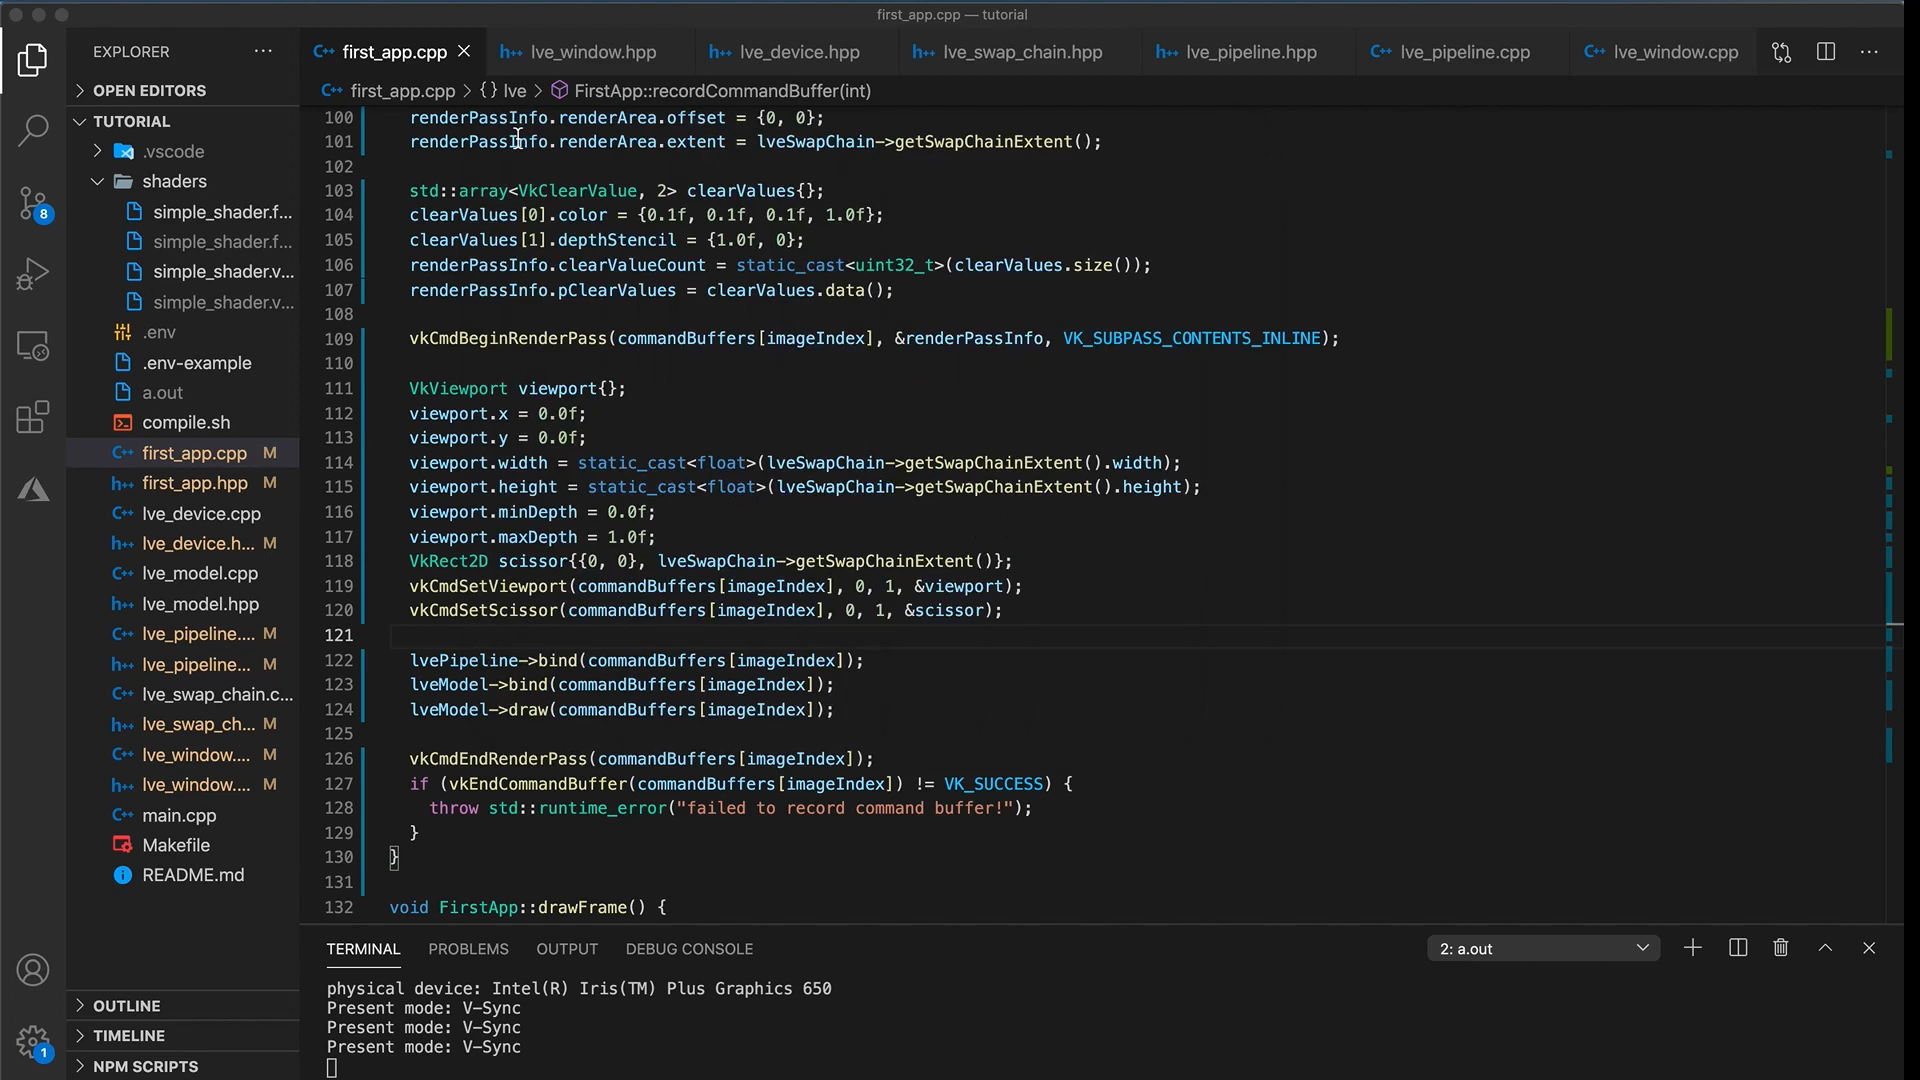 first_app.cpp — tutorial
EXPLORER
first_app.cpp
lve_window.hpp
lve_device.hpp
lve_swap_chain.hpp
lve_pipeline.hpp
lve_pipeline.cpp
lve_window.cpp
first_app.cpp > {} lve > FirstApp::recordCommandBuffer(int)
OPEN EDITORS
TUTORIAL
.vscode
shaders
simple_shader.f...
simple_shader.f...
simple_shader.v...
simple_shader.v...
.env
.env-example
a.out
compile.sh
first_app.cpp M
first_app.hpp M
lve_device.cpp
lve_device.h... M
lve_model.cpp
lve_model.hpp
lve_pipeline.... M
lve_pipeline... M
lve_swap_chain.c...
lve_swap_ch... M
lve_window.... M
lve_window.... M
main.cpp
Makefile
README.md
OUTLINE
TIMELINE
NPM SCRIPTS
8
1
100 renderPassInfo.renderArea.offset = {0, 0};
101 renderPassInfo.renderArea.extent = lveSwapChain->getSwapChainExtent();
102
103 std::array<VkClearValue, 2> clearValues{};
104 clearValues[0].color = {0.1f, 0.1f, 0.1f, 1.0f};
105 clearValues[1].depthStencil = {1.0f, 0};
106 renderPassInfo.clearValueCount = static_cast<uint32_t>(clearValues.size());
107 renderPassInfo.pClearValues = clearValues.data();
108
109 vkCmdBeginRenderPass(commandBuffers[imageIndex], &renderPassInfo, VK_SUBPASS_CONTENTS_INLINE);
110
111 VkViewport viewport{};
112 viewport.x = 0.0f;
113 viewport.y = 0.0f;
114 viewport.width = static_cast<float>(lveSwapChain->getSwapChainExtent().width);
115 viewport.height = static_cast<float>(lveSwapChain->getSwapChainExtent().height);
116 viewport.minDepth = 0.0f;
117 viewport.maxDepth = 1.0f;
118 VkRect2D scissor{{0, 0}, lveSwapChain->getSwapChainExtent()};
119 vkCmdSetViewport(commandBuffers[imageIndex], 0, 1, &viewport);
120 vkCmdSetScissor(commandBuffers[imageIndex], 0, 1, &scissor);
121
122 lvePipeline->bind(commandBuffers[imageIndex]);
123 lveModel->bind(commandBuffers[imageIndex]);
124 lveModel->draw(commandBuffers[imageIndex]);
125
126 vkCmdEndRenderPass(commandBuffers[imageIndex]);
127 if (vkEndCommandBuffer(commandBuffers[imageIndex]) != VK_SUCCESS) {
128 throw std::runtime_error("failed to record command buffer!");
129 }
130 }
131
132 void FirstApp::drawFrame() {
TERMINAL PROBLEMS OUTPUT DEBUG CONSOLE
2: a.out
physical device: Intel(R) Iris(TM) Plus Graphics 650
Present mode: V-Sync
Present mode: V-Sync
Present mode: V-Sync